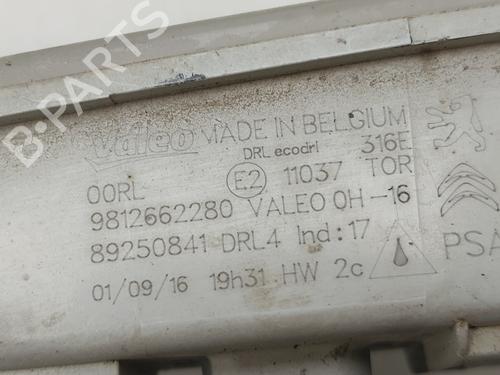 B-PARTS
valeo MADE IN BELGIUM
DRL ecodrl 316E
00RL E2 11037 TOR
9812662280 VALEO 0H-16
89250841 DRL4 Ind:17
01/09/16 19h31 HW 2c PSA